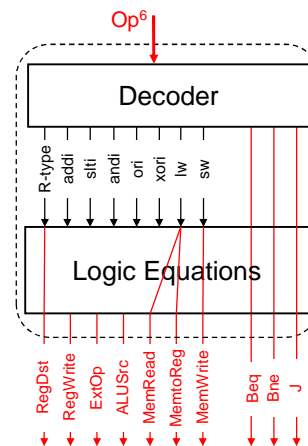 Op⁶
Decoder
R-type
addi
slti
andi
ori
xori
lw
sw
Logic Equations
RegDst
RegWrite
ExtOp
ALUSrc
MemRead
MemtoReg
MemWrite
Beq
Bne
J